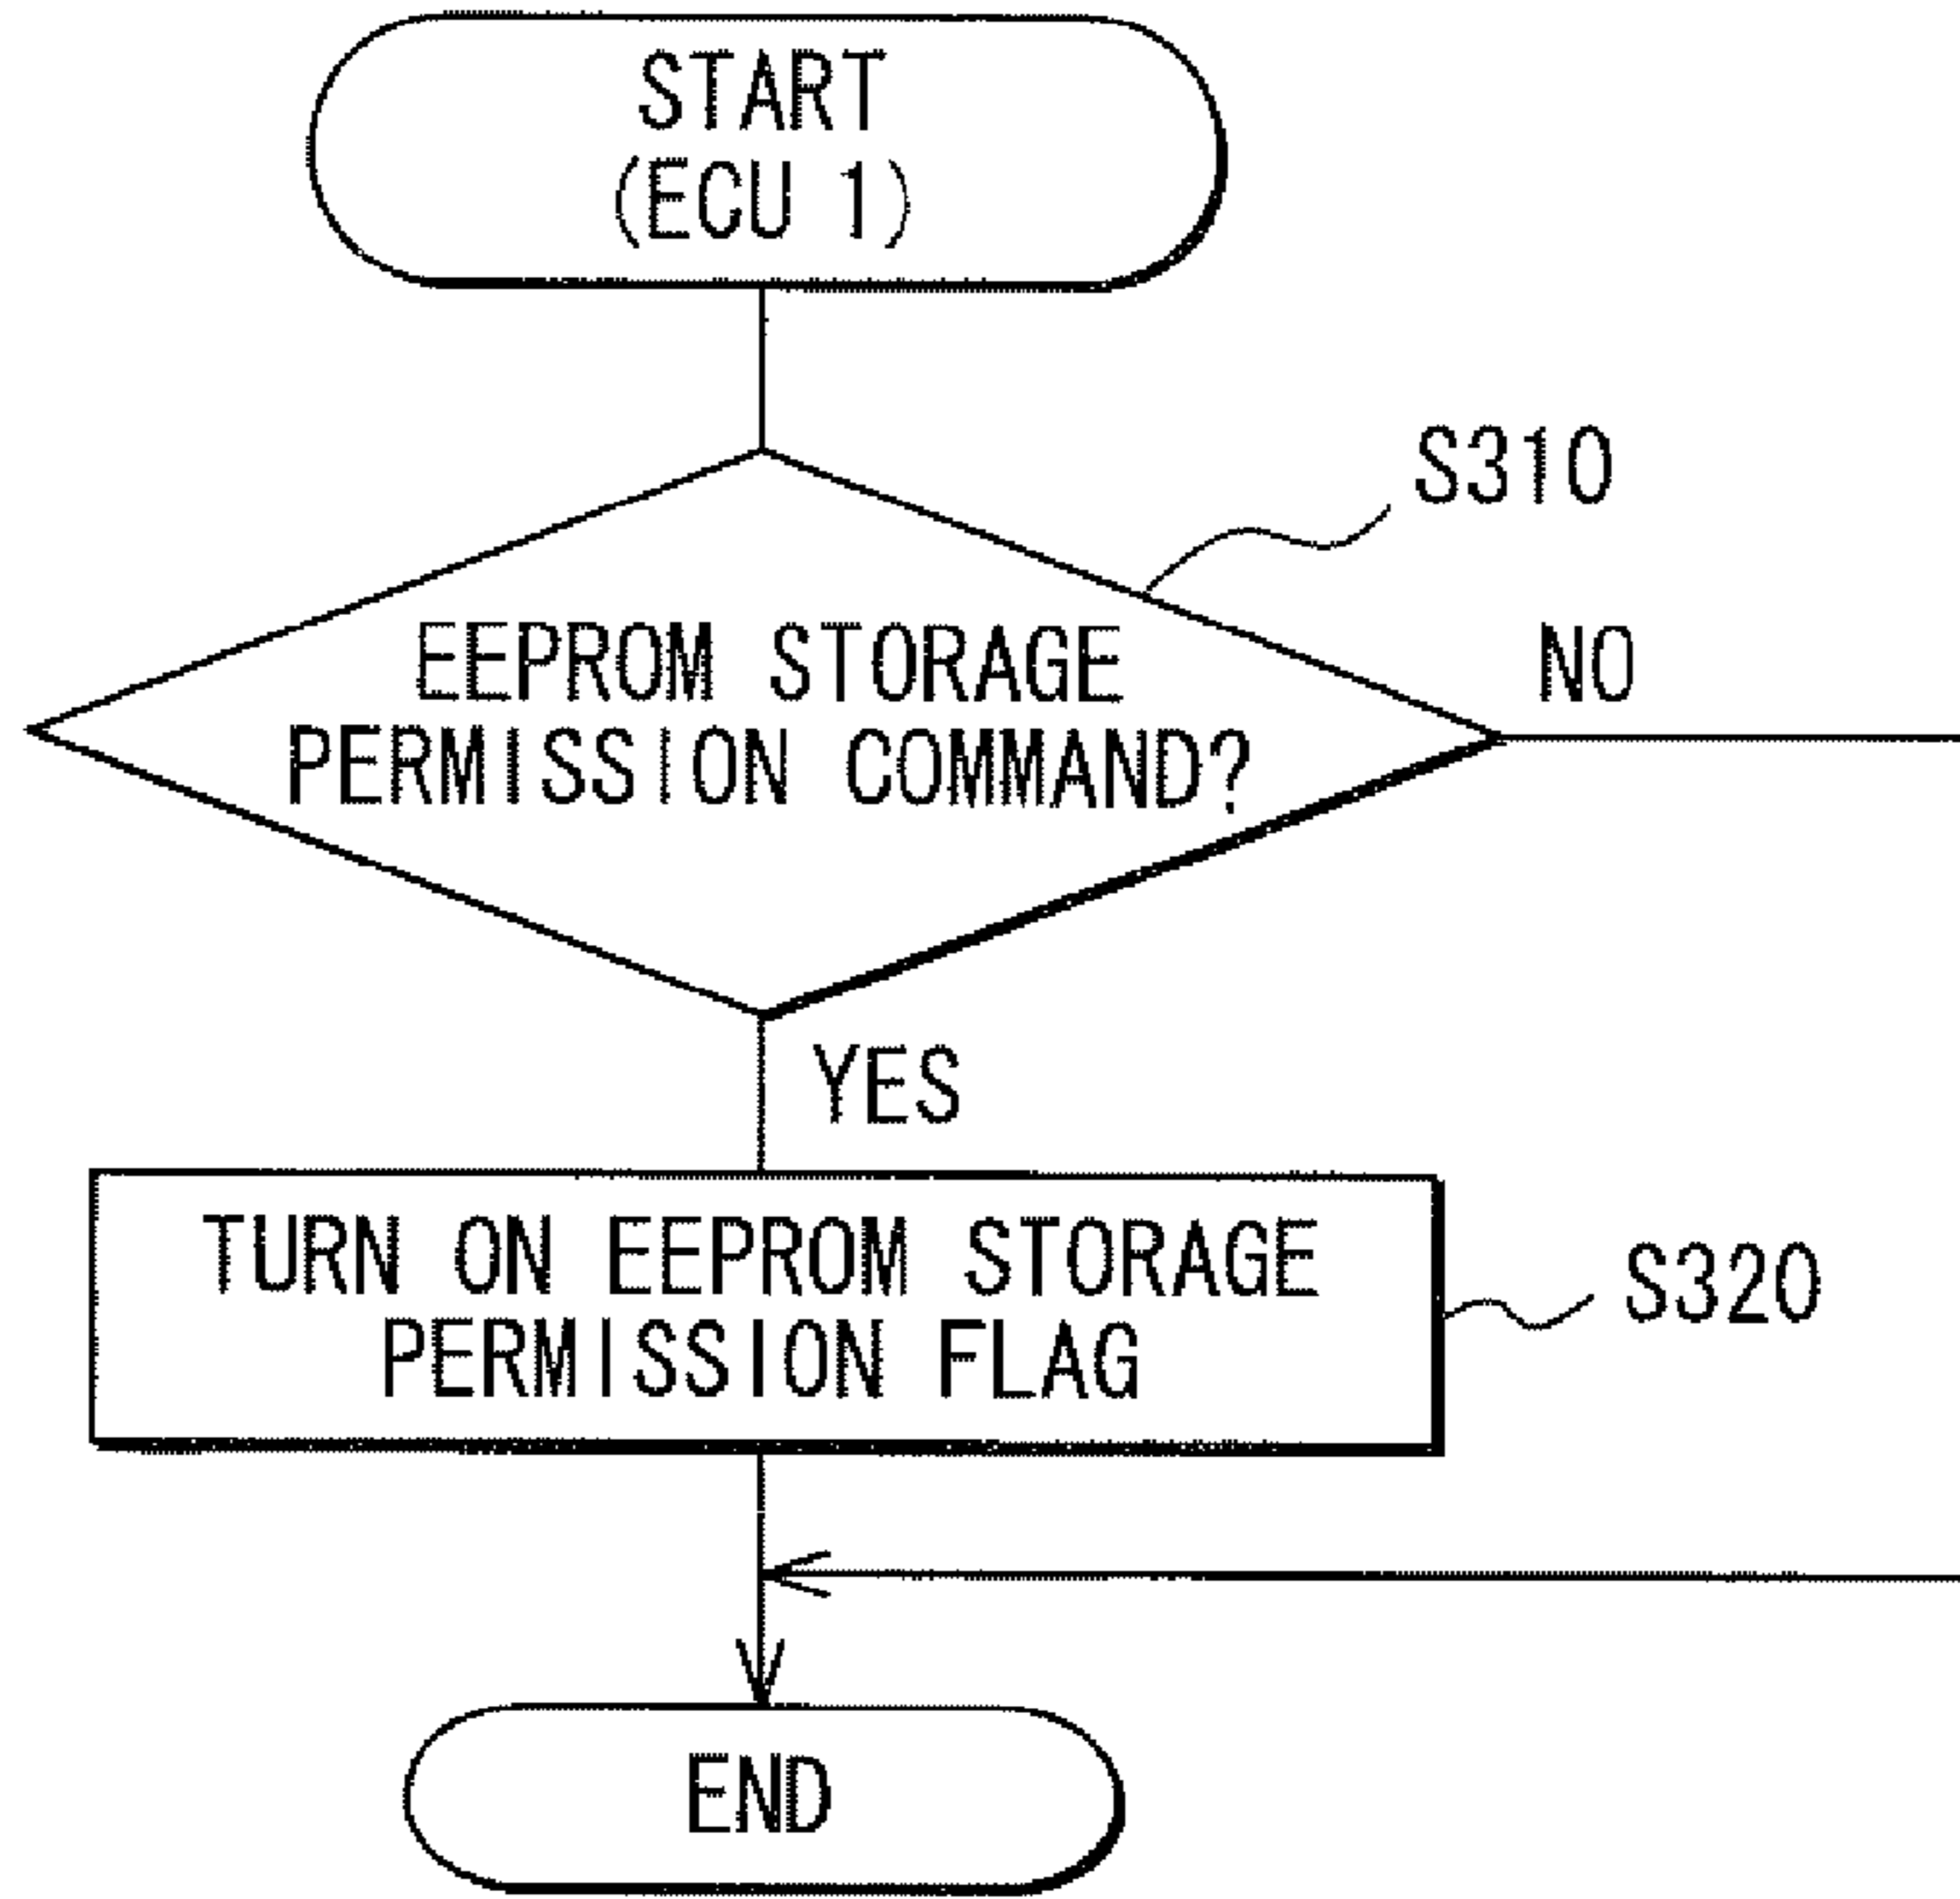 START
(ECU 1)
S310
EEPROM STORAGE
PERMISSION COMMAND?
NO
YES
TURN ON EEPROM STORAGE
PERMISSION FLAG
S320
END